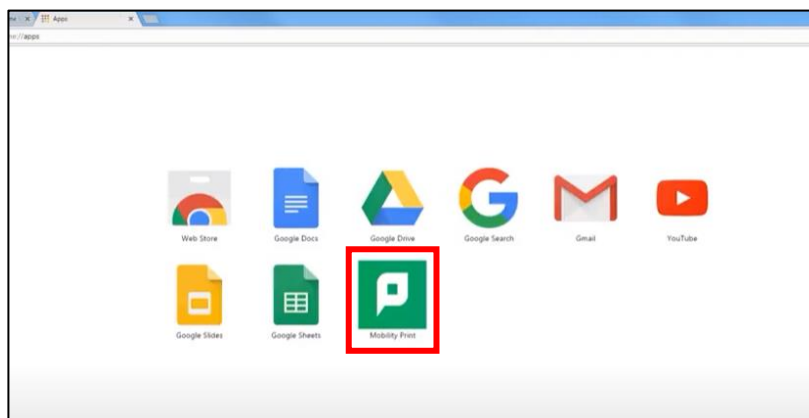 Apps
://apps
Web Store
Google Docs
Google Drive
Google Search
Gmail
YouTube
Google Slides
Google Sheets
Mobility Print